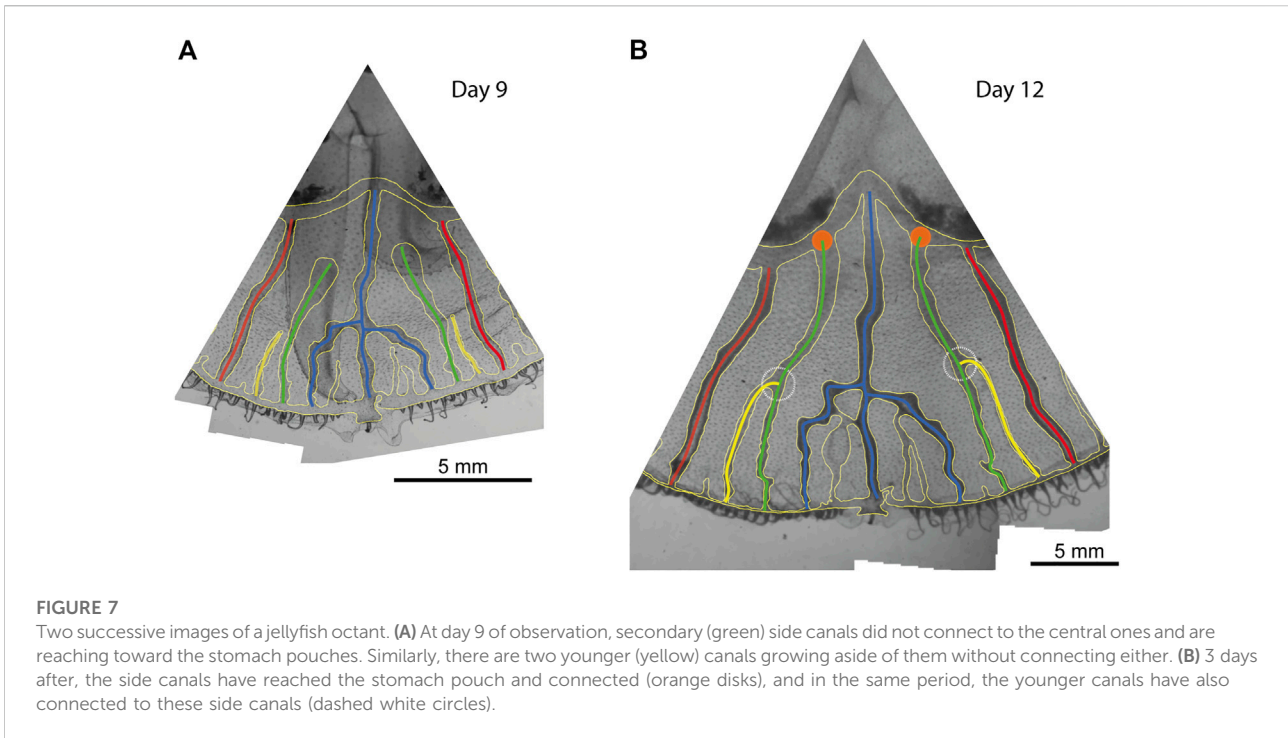 A
B
Day 9
Day 12
5 mm
5 mm
FIGURE 7
Two successive images of a jellyfish octant. (A) At day 9 of observation, secondary (green) side canals did not connect to the central ones and are
reaching toward the stomach pouches. Similarly, there are two younger (yellow) canals growing aside of them without connecting either. (B) 3 days
after, the side canals have reached the stomach pouch and connected (orange disks), and in the same period, the younger canals have also
connected to these side canals (dashed white circles).